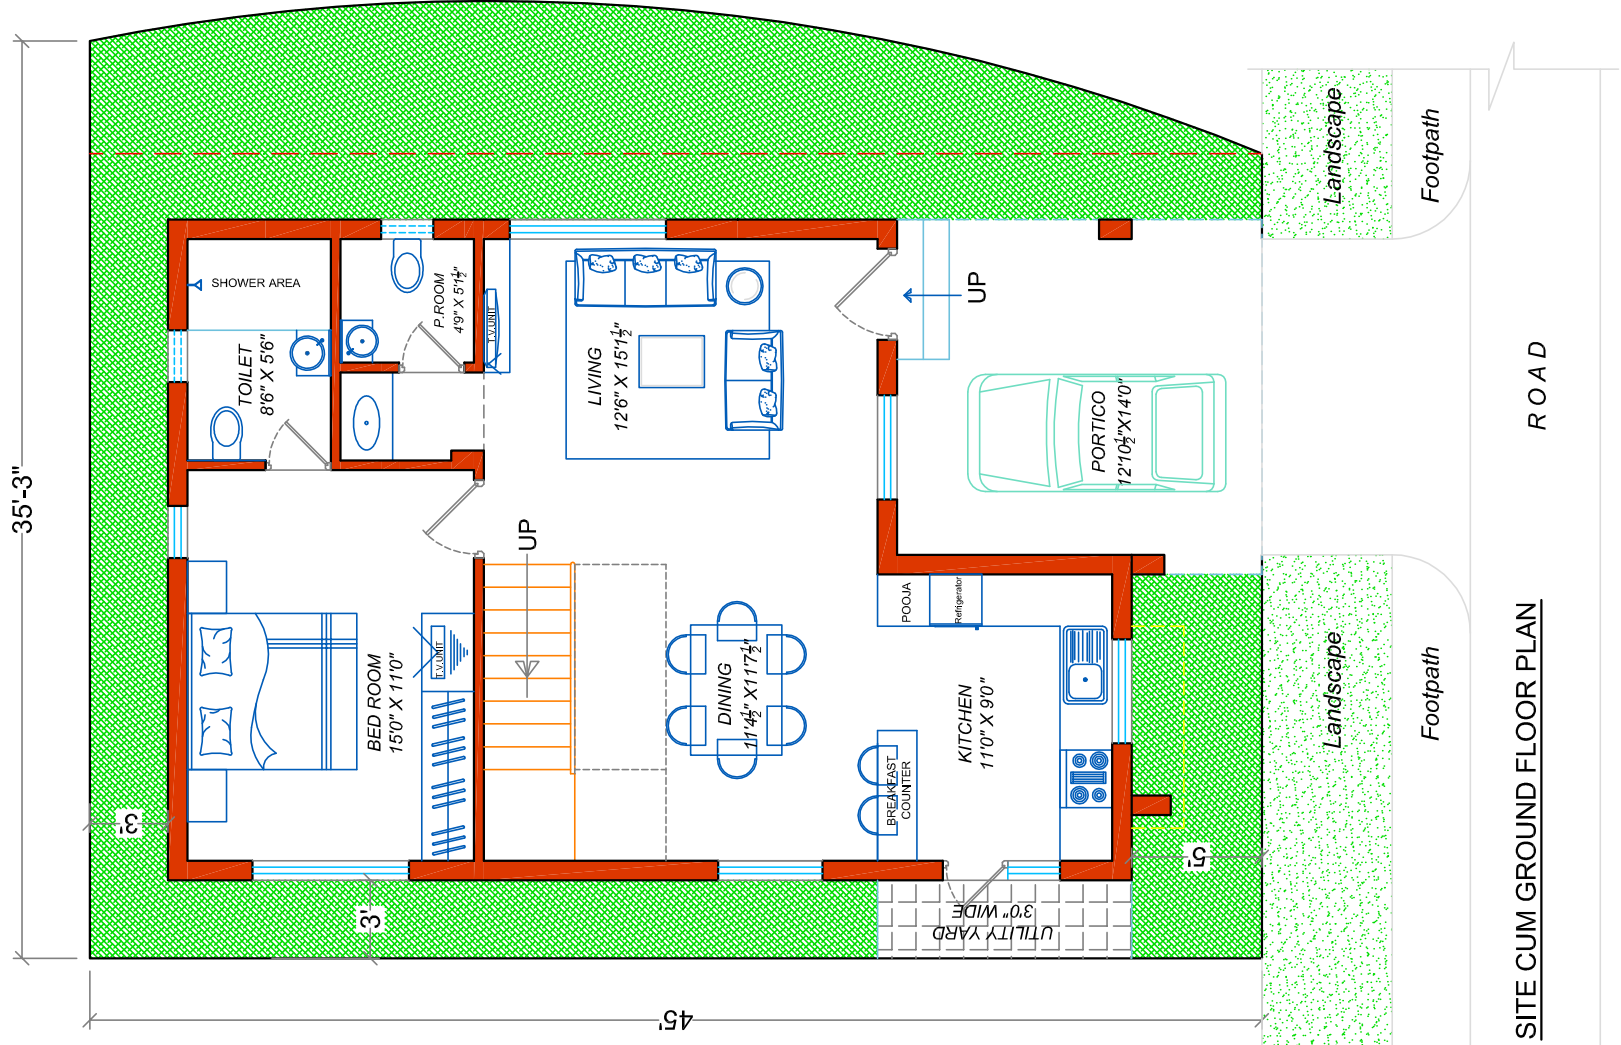 35'-3"
45'
3'
3'
5'
SHOWER AREA
TOILET
8'6" X 5'6"
P.ROOM
4'9" X 5'1½"
T.V.UNIT
LIVING
12'6" X 15'1½"
UP
PORTICO
12'10½"X14'0"
UP
BED ROOM
15'0" X 11'0"
T.V.UNIT
DINING
11'4½" X11'7½"
POOJA
Refrigerator
KITCHEN
11'0" X 9'0"
BREAKFAST
COUNTER
UTILITY YARD
3'0" WIDE
Landscape
Footpath
Landscape
Footpath
ROAD
SITE CUM GROUND FLOOR PLAN